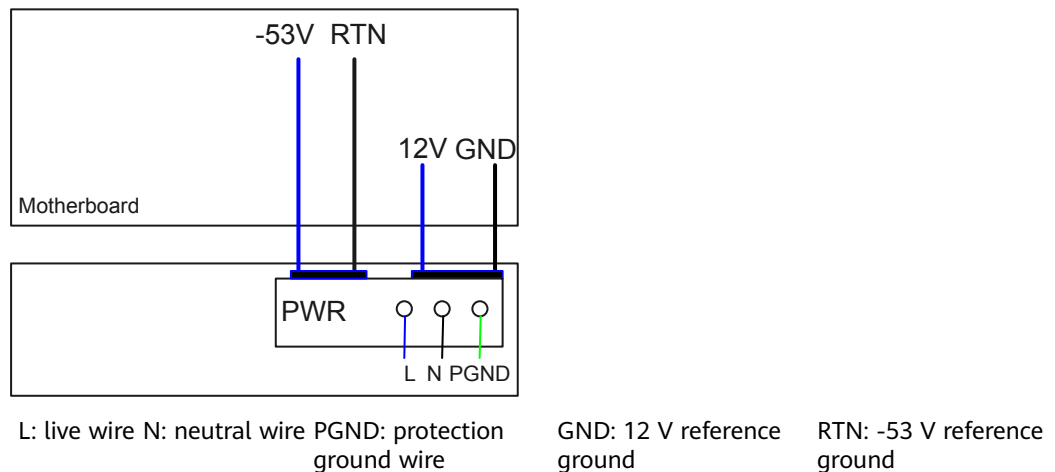 -53V RTN
12V GND
Motherboard
PWR
L N PGND
L: live wire N: neutral wire PGND: protection ground wire
GND: 12 V reference ground
RTN: -53 V reference ground